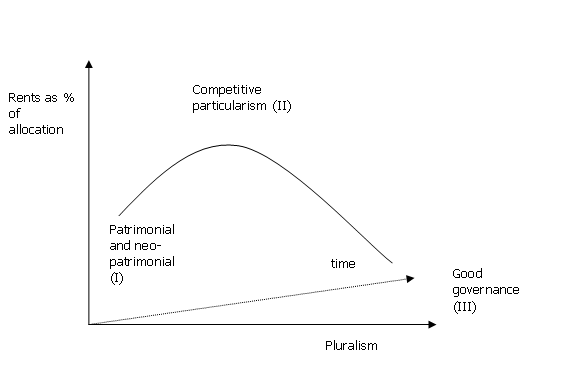 Competitive
particularism (II)
Rents as %
of
allocation
Patrimonial
and neo-
patrimonial
(I)
time
Good
governance
(III)
Pluralism